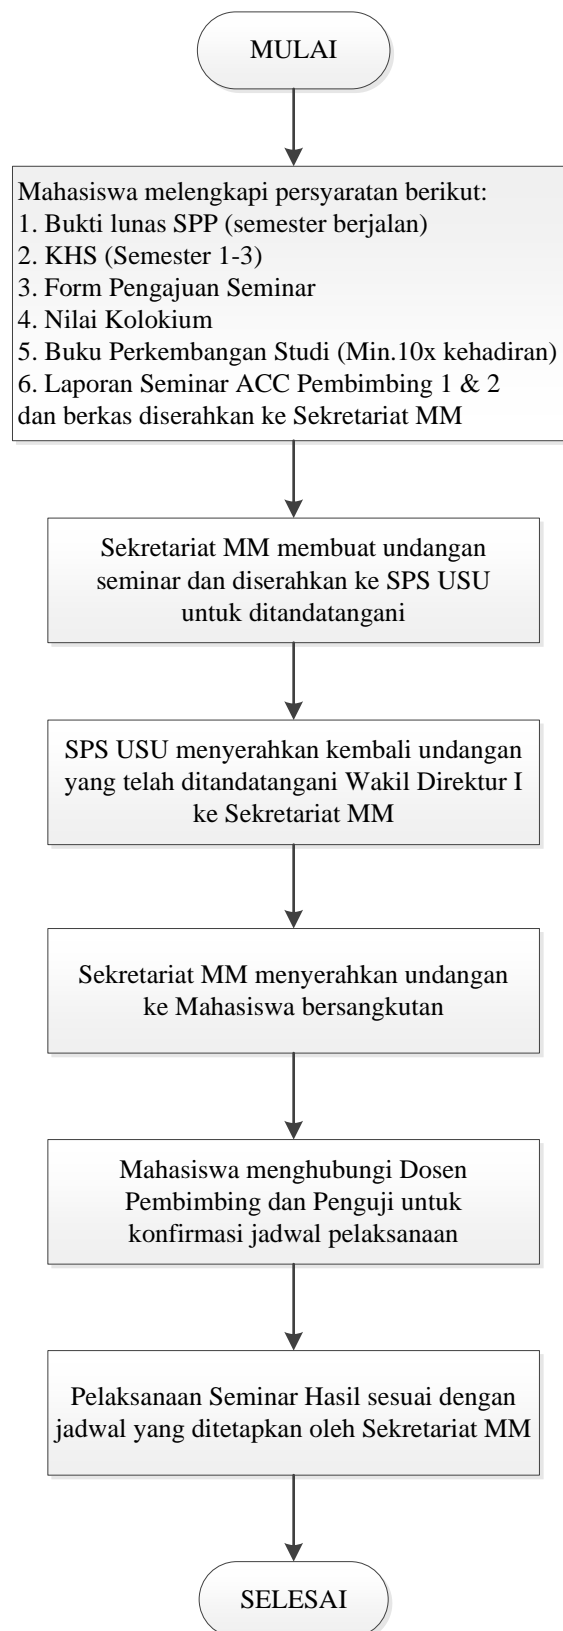 MULAI
Mahasiswa melengkapi persyaratan berikut:
1. Bukti lunas SPP (semester berjalan)
2. KHS (Semester 1-3)
3. Form Pengajuan Seminar
4. Nilai Kolokium
5. Buku Perkembangan Studi (Min.10x kehadiran)
6. Laporan Seminar ACC Pembimbing 1 & 2
dan berkas diserahkan ke Sekretariat MM
Sekretariat MM membuat undangan
seminar dan diserahkan ke SPS USU
untuk ditandatangani
SPS USU menyerahkan kembali undangan
yang telah ditandatangani Wakil Direktur I
ke Sekretariat MM
Sekretariat MM menyerahkan undangan
ke Mahasiswa bersangkutan
Mahasiswa menghubungi Dosen
Pembimbing dan Penguji untuk
konfirmasi jadwal pelaksanaan
Pelaksanaan Seminar Hasil sesuai dengan
jadwal yang ditetapkan oleh Sekretariat MM
SELESAI